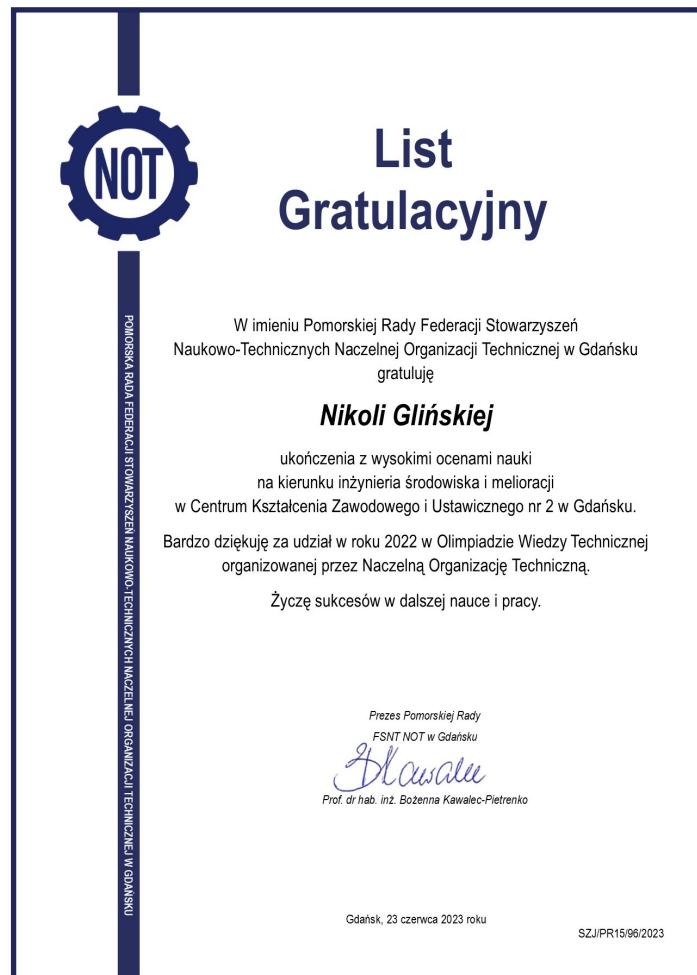 NOT
List
Gratulacyjny
POMORSKA RADA FEDERACJI STOWARZYSZEŃ NAUKOWO-TECHNICZNYCH NACZELNEJ ORGANIZACJI TECHNICZNEJ W GDAŃSKU
W imieniu Pomorskiej Rady Federacji Stowarzyszeń
Naukowo-Technicznych Naczelnej Organizacji Technicznej w Gdańsku
gratuluję
Nikoli Glińskiej
ukończenia z wysokimi ocenami nauki
na kierunku inżynieria środowiska i melioracji
w Centrum Kształcenia Zawodowego i Ustawicznego nr 2 w Gdańsku.
Bardzo dziękuję za udział w roku 2022 w Olimpiadzie Wiedzy Technicznej
organizowanej przez Naczelną Organizację Techniczną.
Życzę sukcesów w dalszej nauce i pracy.
Prezes Pomorskiej Rady
FSNT NOT w Gdańsku
Prof. dr hab. inż. Bożenna Kawalec-Pietrenko
Gdańsk, 23 czerwca 2023 roku
SZJ/PR15/96/2023